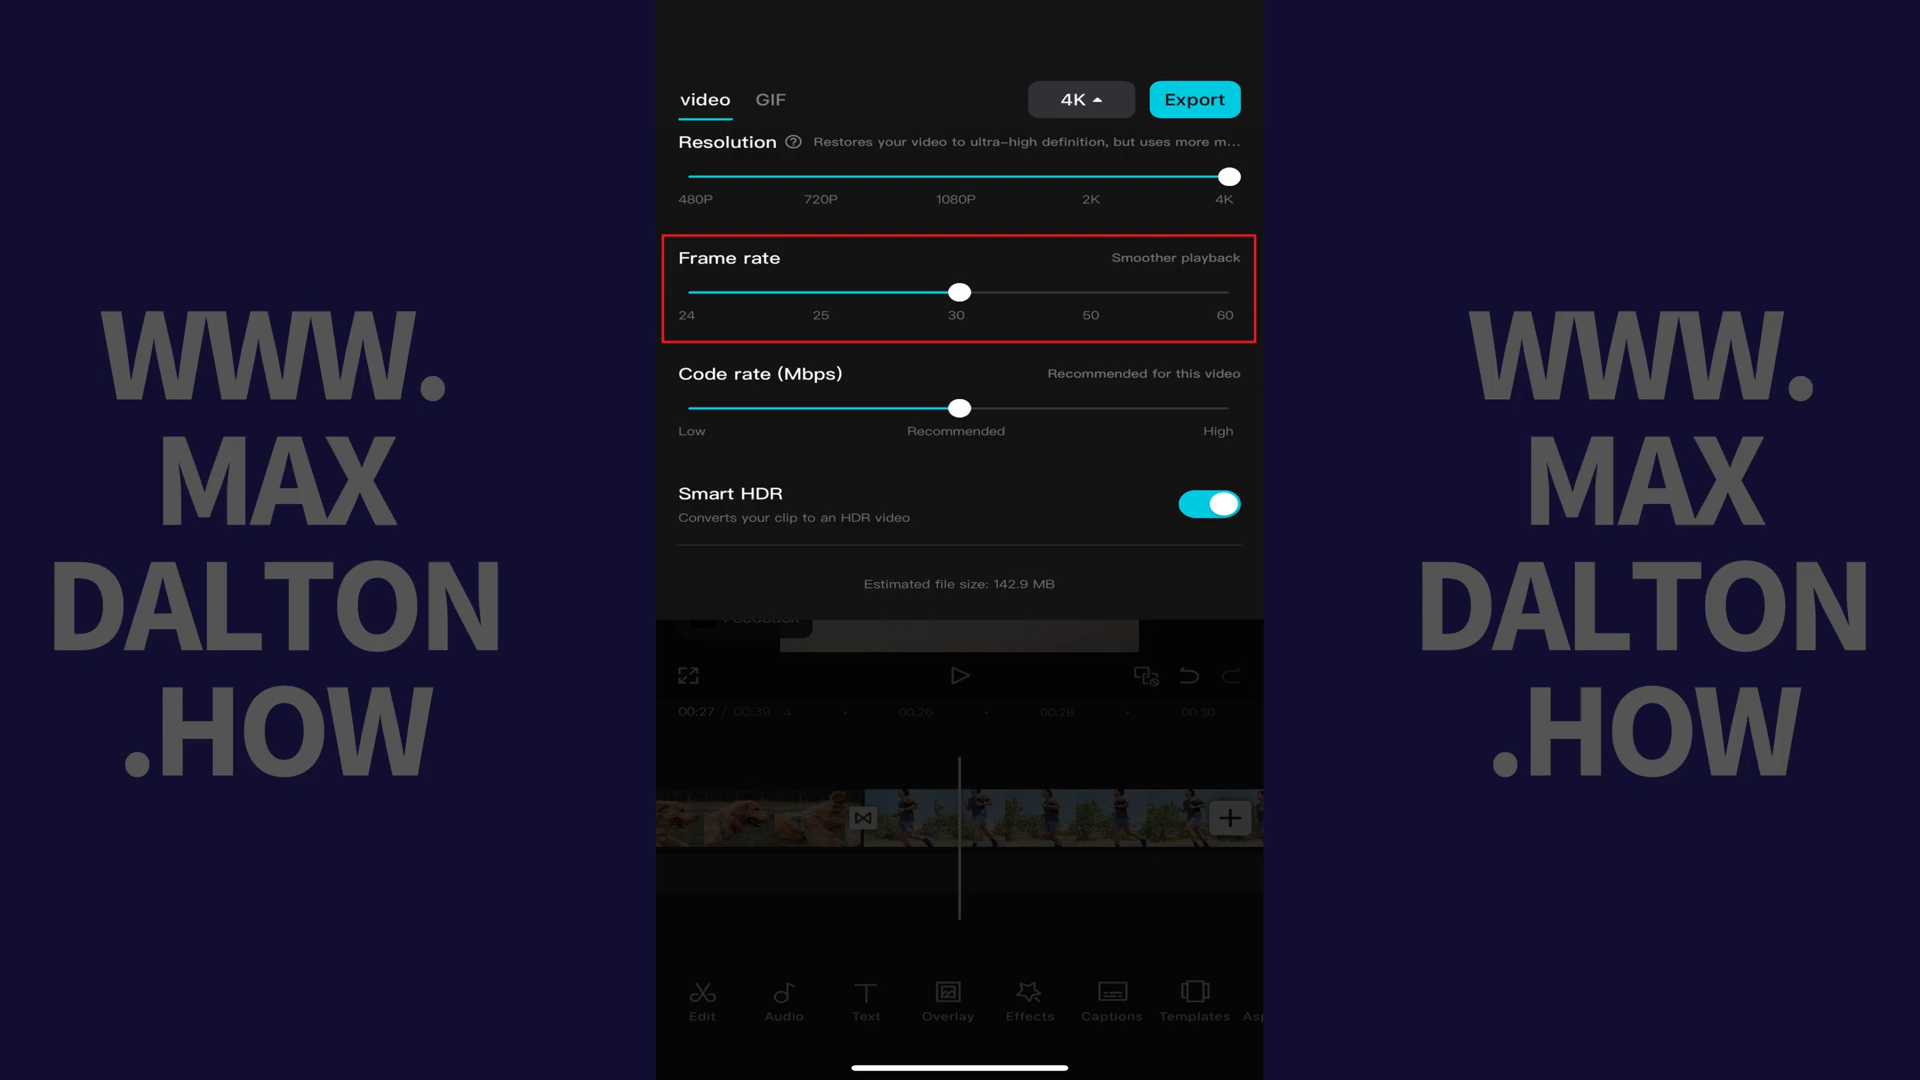 video GIF 4K Export
Resolution ? Restores your video to ultra-high definition, but uses more m...
480P 720P 1080P 2K 4K
Frame rate Smoother playback
24 25 30 50 60
Code rate (Mbps) Recommended for this video
Low Recommended High
Smart HDR
Converts your clip to an HDR video
Estimated file size: 142.9 MB
Feedback
00:27 / 00:39 00:26 00:28 00:30
Edit Audio Text Overlay Effects Captions Templates Asp
WWW.
MAX
DALTON
.HOW
WWW.
MAX
DALTON
.HOW